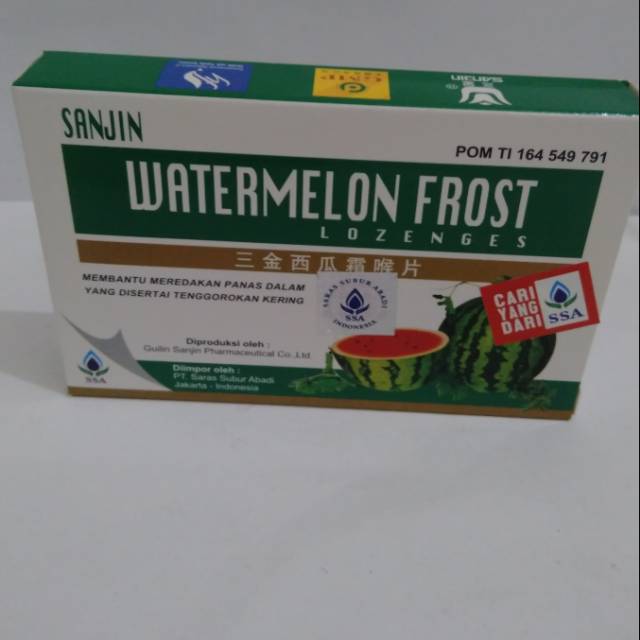 GMP
Sanjin
SANJIN
POM TI 164 549 791
WATERMELON FROST
LOZENGES
三金西瓜霜喉片
MEMBANTU MEREDAKAN PANAS DALAM
YANG DISERTAI TENGGOROKAN KERING
SARAS SUBUR ABADI
SSA
INDONESIA
CARI
YANG
DARI
SSA
Diproduksi oleh :
Guilin Sanjin Pharmaceutical Co.,Ltd
Diimpor oleh :
PT. Saras Subur Abadi
Jakarta - Indonesia
SSA